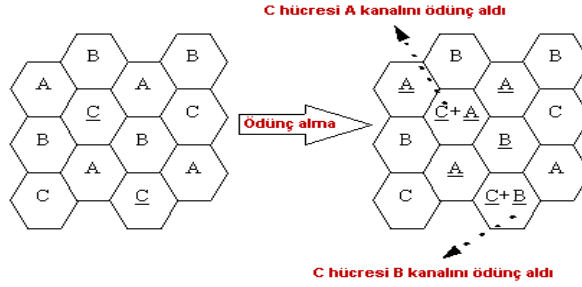 C hücresi A kanalını ödünç aldı
B B
A A
C C
B B
A A
C C
Ödünç alma
B B
A A
C+A C
B B
A A
C C+B
C hücresi B kanalını ödünç aldı